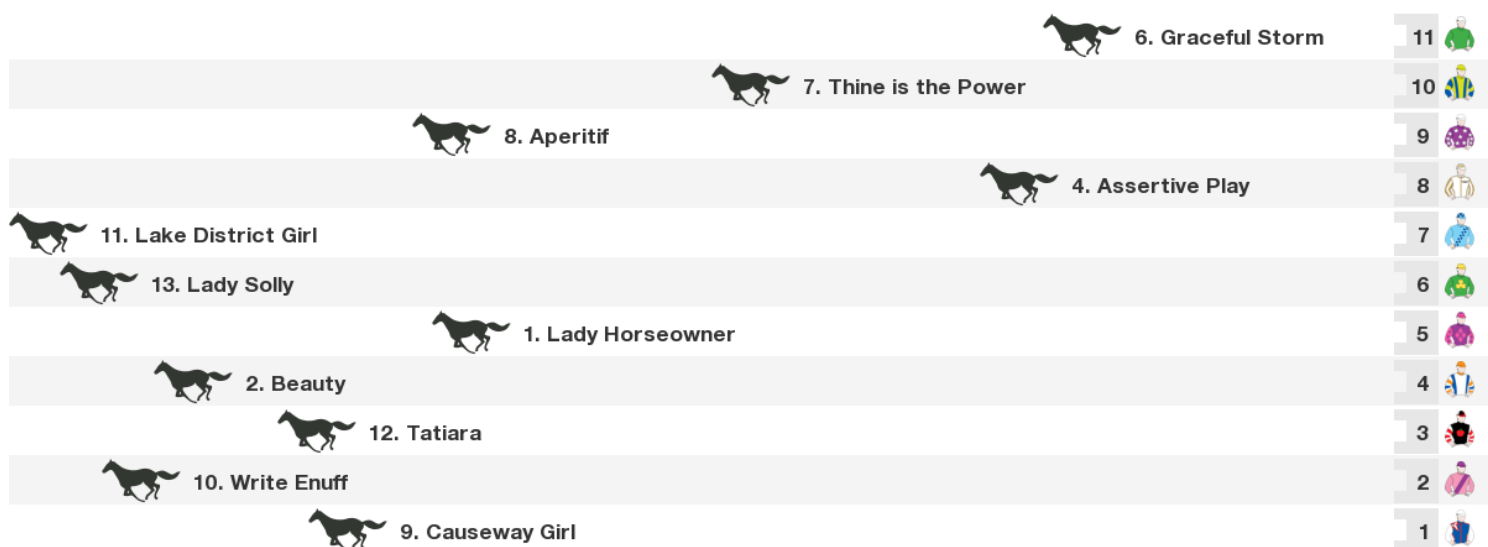 6. Graceful Storm 11
7. Thine is the Power 10
8. Aperitif 9
4. Assertive Play 8
11. Lake District Girl 7
13. Lady Solly 6
1. Lady Horseowner 5
2. Beauty 4
12. Tatiara 3
10. Write Enuff 2
9. Causeway Girl 1